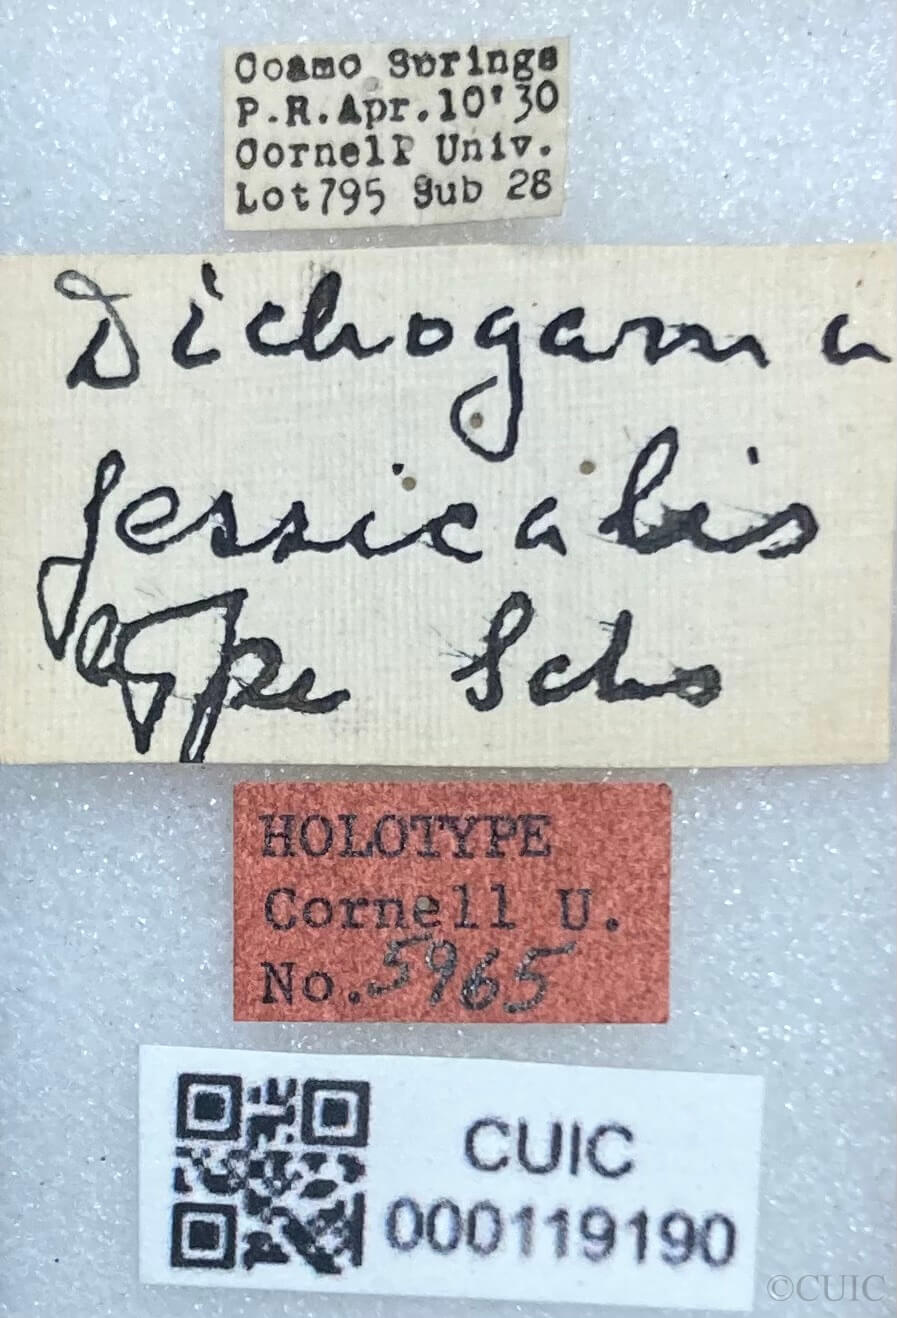 Coamo Springs
P.R. Apr. 10'30
Cornell Univ.
Lot 795 Sub 28
Dichogama
jessicalis
type Schs
HOLOTYPE
Cornell U.
No. 5965
CUIC
000119190
©CUIC